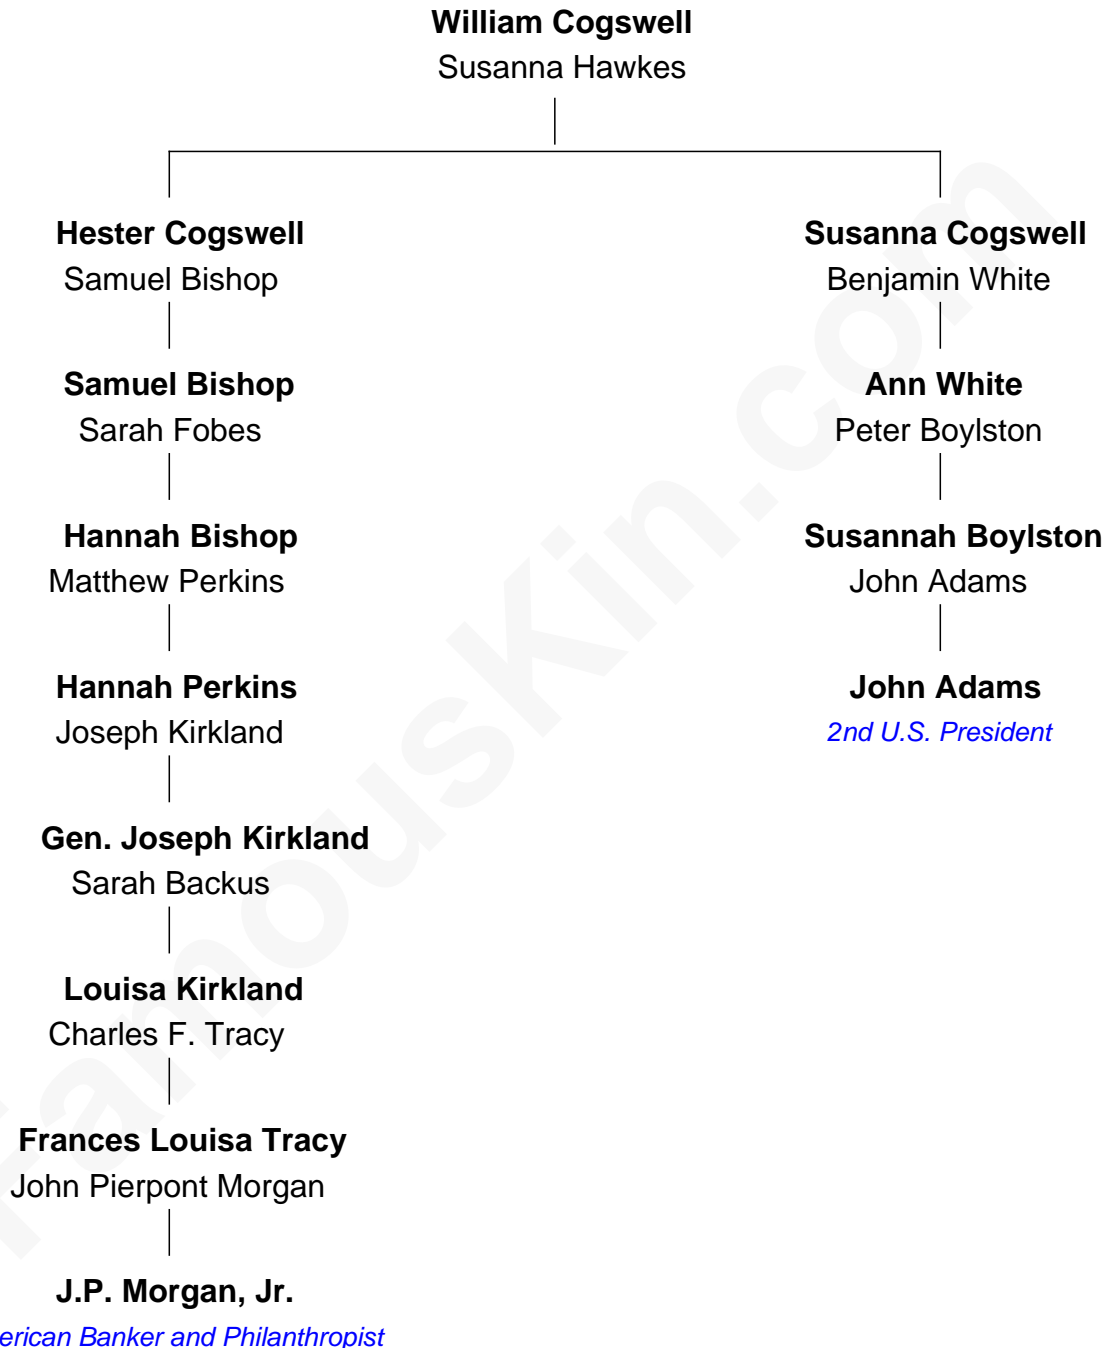 William Cogswell
Susanna Hawkes
Hester Cogswell
Samuel Bishop
Samuel Bishop
Sarah Fobes
Hannah Bishop
Matthew Perkins
Hannah Perkins
Joseph Kirkland
Gen. Joseph Kirkland
Sarah Backus
Louisa Kirkland
Charles F. Tracy
Frances Louisa Tracy
John Pierpont Morgan
J.P. Morgan, Jr.
erican Banker and Philanthropist
Susanna Cogswell
Benjamin White
Ann White
Peter Boylston
Susannah Boylston
John Adams
John Adams
2nd U.S. President
FamousKin.com